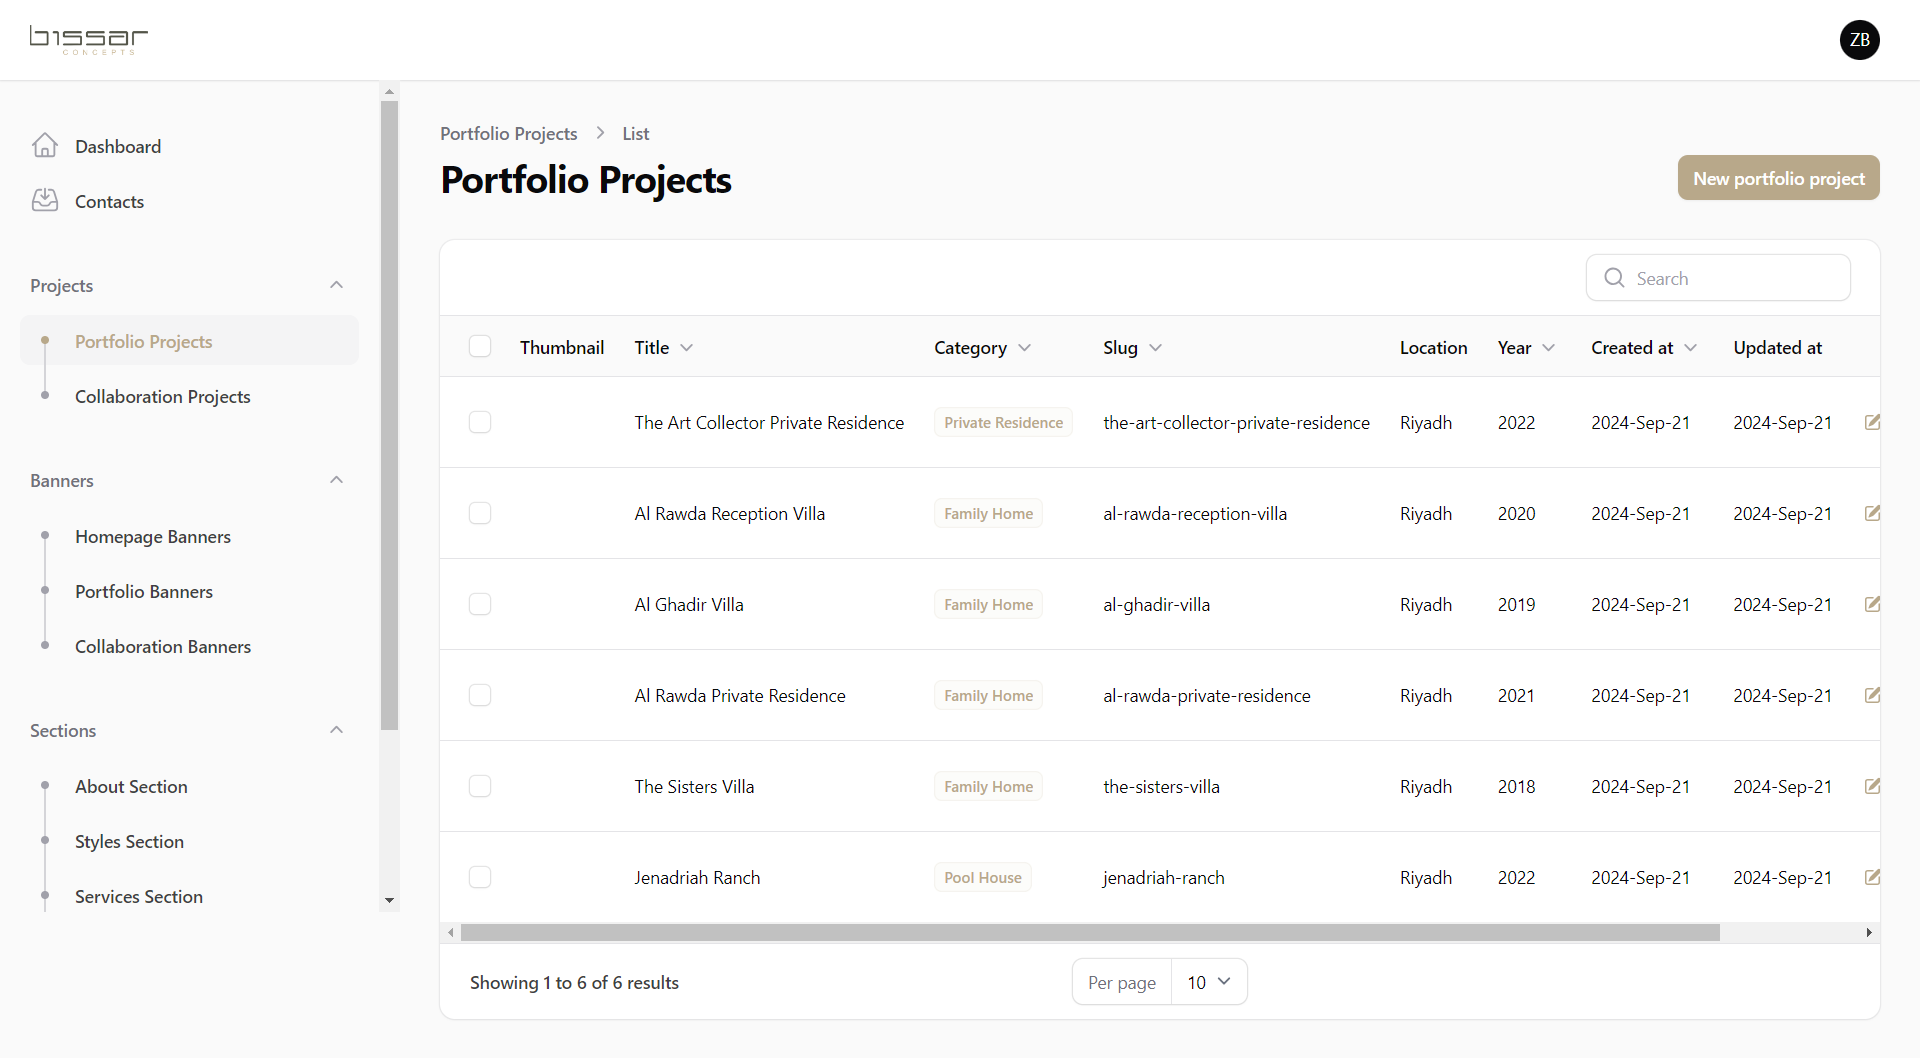 bissar
CONCEPTS
ZB
Dashboard
Contacts
Projects
Portfolio Projects
Collaboration Projects
Banners
Homepage Banners
Portfolio Banners
Collaboration Banners
Sections
About Section
Styles Section
Services Section
Portfolio Projects > List
Portfolio Projects
New portfolio project
Search
Thumbnail Title Category Slug Location Year Created at Updated at
The Art Collector Private Residence Private Residence the-art-collector-private-residence Riyadh 2022 2024-Sep-21 2024-Sep-21
Al Rawda Reception Villa Family Home al-rawda-reception-villa Riyadh 2020 2024-Sep-21 2024-Sep-21
Al Ghadir Villa Family Home al-ghadir-villa Riyadh 2019 2024-Sep-21 2024-Sep-21
Al Rawda Private Residence Family Home al-rawda-private-residence Riyadh 2021 2024-Sep-21 2024-Sep-21
The Sisters Villa Family Home the-sisters-villa Riyadh 2018 2024-Sep-21 2024-Sep-21
Jenadriah Ranch Pool House jenadriah-ranch Riyadh 2022 2024-Sep-21 2024-Sep-21
Showing 1 to 6 of 6 results
Per page 10